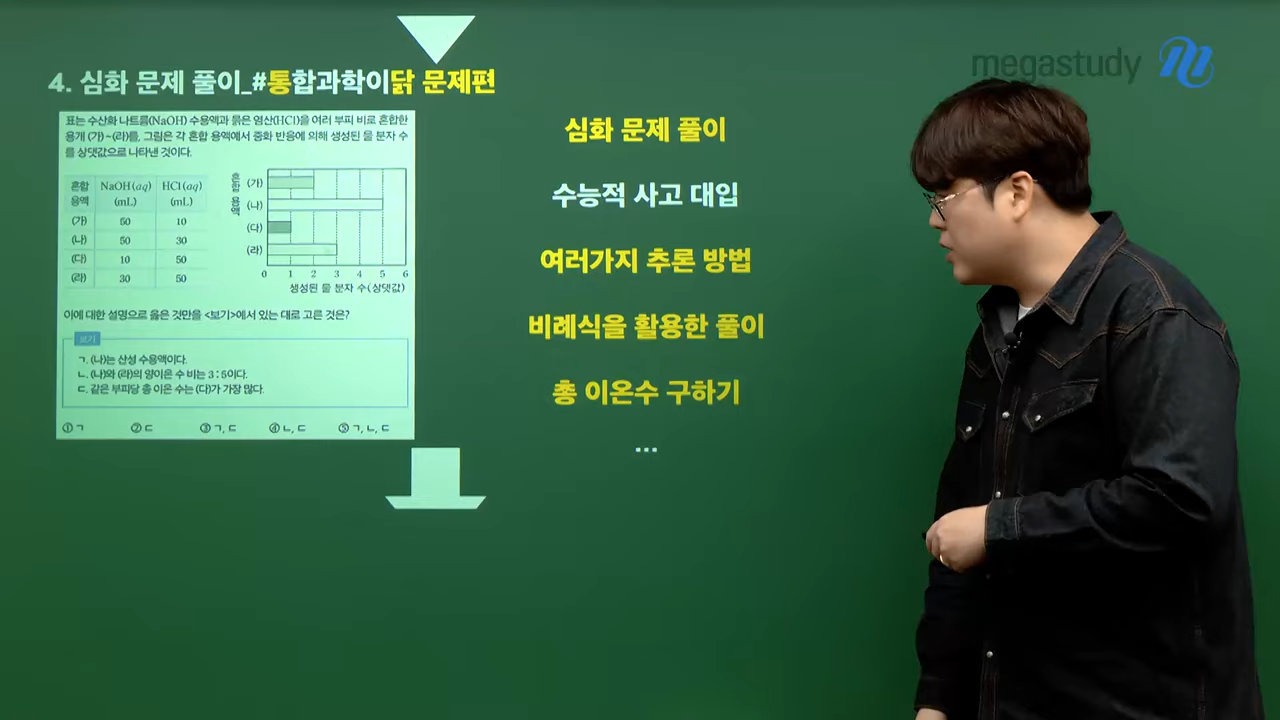 megastudy
4. 심화 문제 풀이_#통합과학이닭 문제편
표는 수산화 나트륨(NaOH) 수용액과 묽은 염산(HCl)을 여러 부피 비로 혼합한
용개 (가)~(라)를, 그림은 각 혼합 용액에서 중화 반응에 의해 생성된 물 분자 수
를 상댓값으로 나타낸 것이다.
혼합 용액 NaOH(aq) (mL) HCl(aq) (mL)
(가) 50 10
(나) 50 30
(다) 10 50
(라) 30 50
혼합 용액
(가)
(나)
(다)
(라)
0 1 2 3 4 5 6
생성된 물 분자 수(상댓값)
이에 대한 설명으로 옳은 것만을 <보기>에서 있는 대로 고른 것은?
보기
ㄱ. (나)는 산성 수용액이다.
ㄴ. (나)와 (라)의 양이온 수 비는 3 : 5이다.
ㄷ. 같은 부피당 총 이온 수는 (다)가 가장 많다.
① ㄱ ② ㄷ ③ ㄱ, ㄷ ④ ㄴ, ㄷ ⑤ ㄱ, ㄴ, ㄷ
심화 문제 풀이
수능적 사고 대입
여러가지 추론 방법
비례식을 활용한 풀이
총 이온수 구하기
...